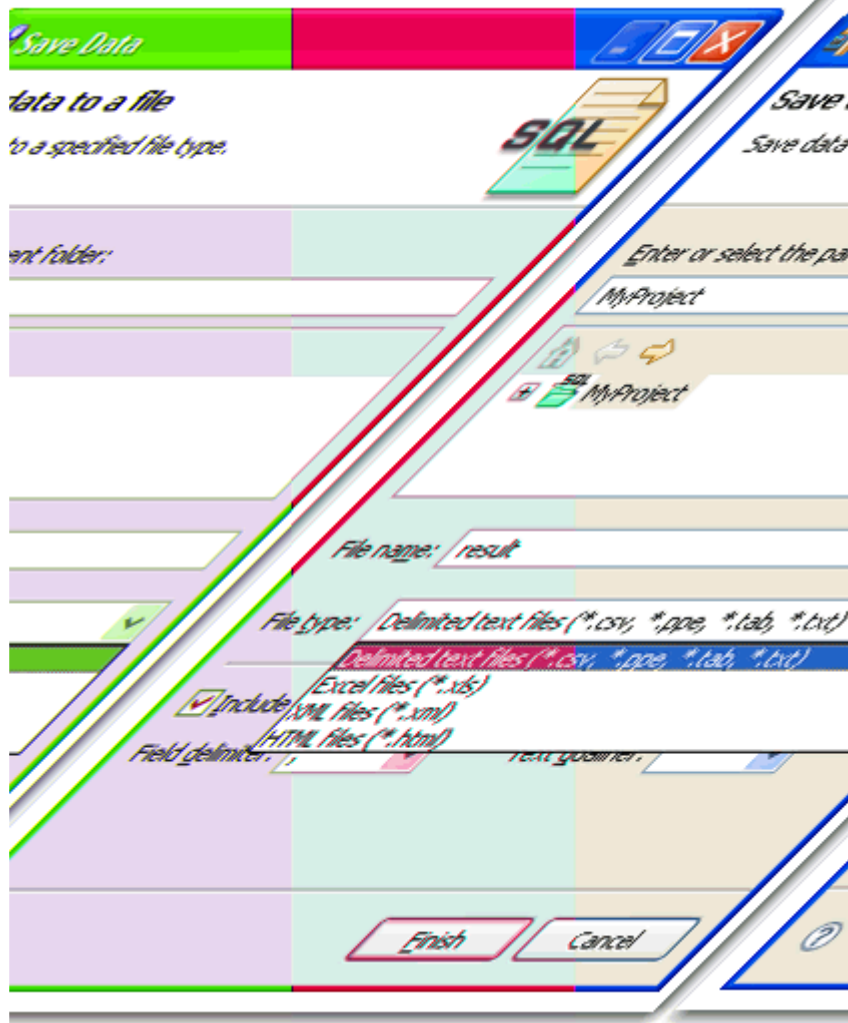 Save Data
data to a file
to a specified file type.
SQL
Save
Save data
ent folder:
Enter or select the pa
MyProject
SQL
MyProject
File name: result
File type: Delimited text files (*.csv, *.ppe, *.tab, *.txt)
Delimited text files (*.csv, *.ppe, *.tab, *.txt)
Excel files (*.xls)
Include
XML files (*.xml)
HTML files (*.html)
Field delimiter: ,
Text qualifier:
Finish
Cancel